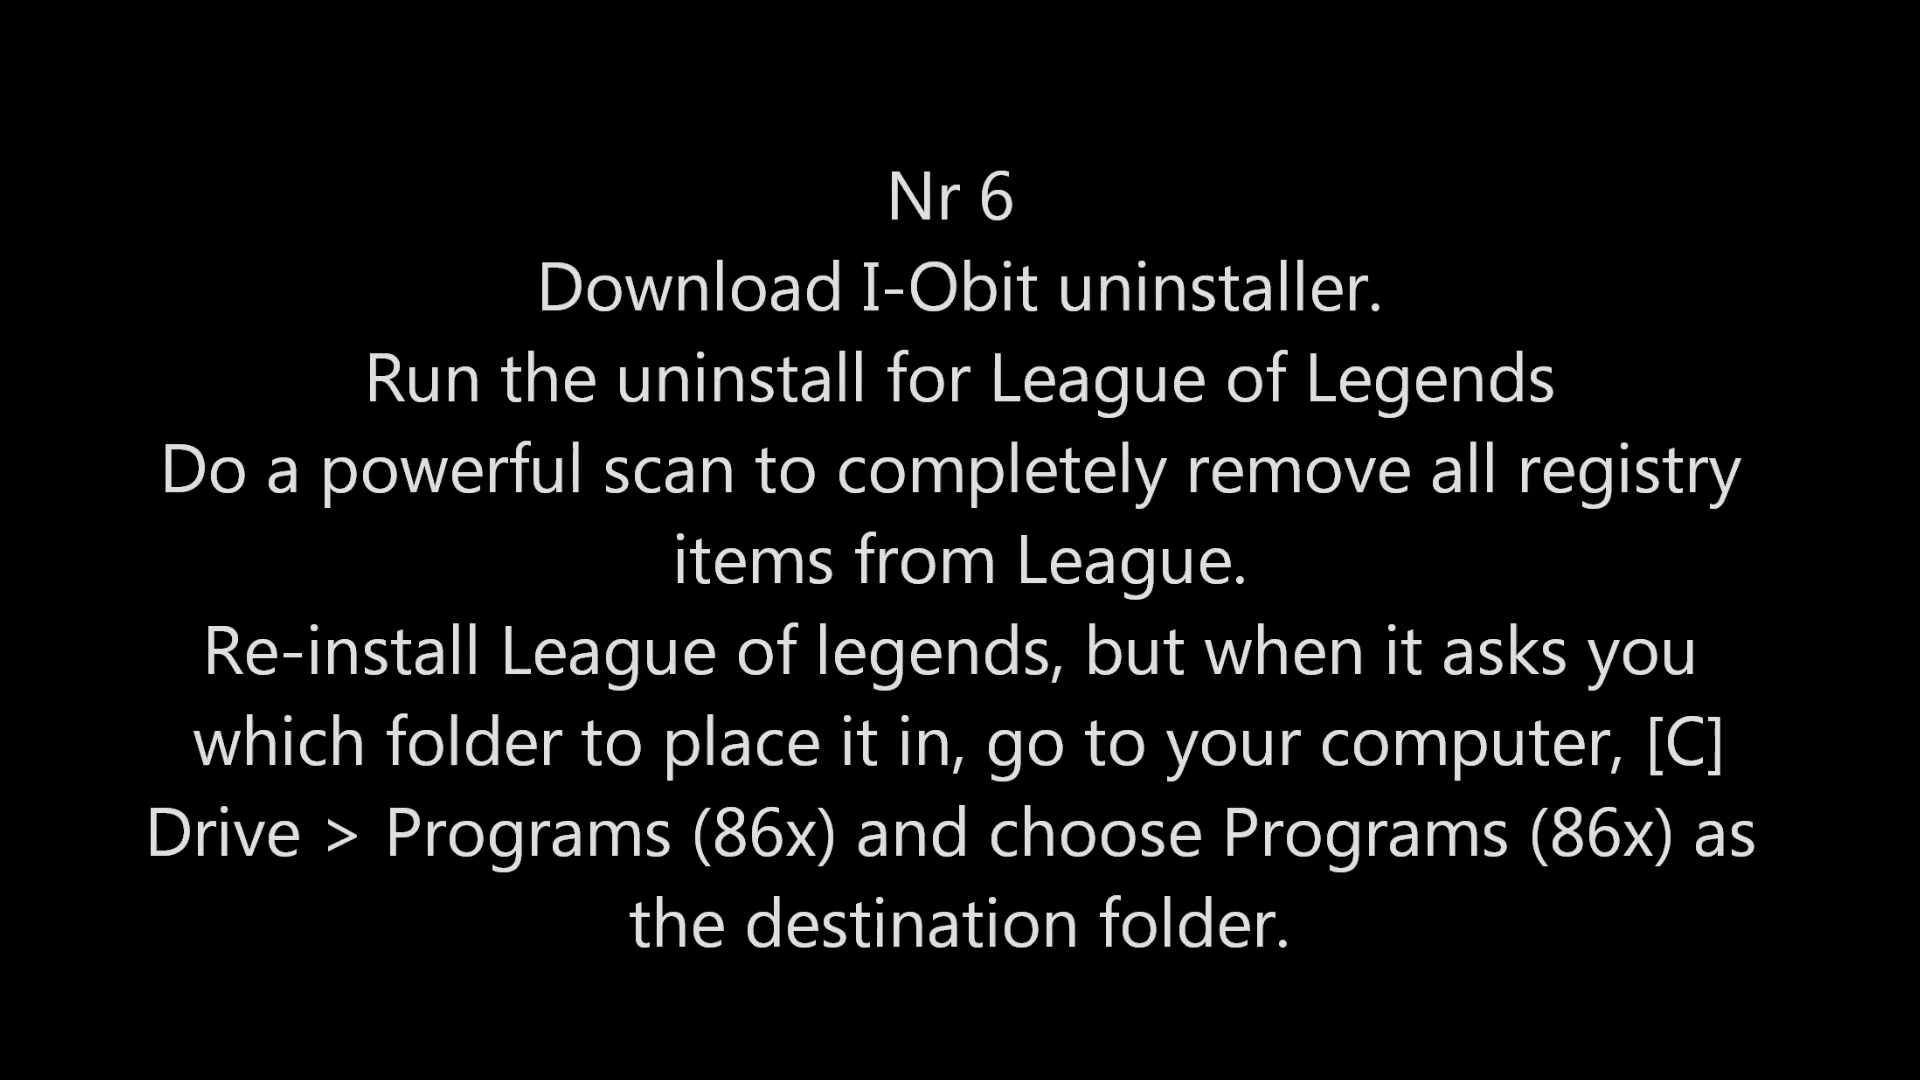 Nr 6
Download I-Obit uninstaller.
Run the uninstall for League of Legends
Do a powerful scan to completely remove all registry
items from League.
Re-install League of legends, but when it asks you
which folder to place it in, go to your computer, [C]
Drive > Programs (86x) and choose Programs (86x) as
the destination folder.